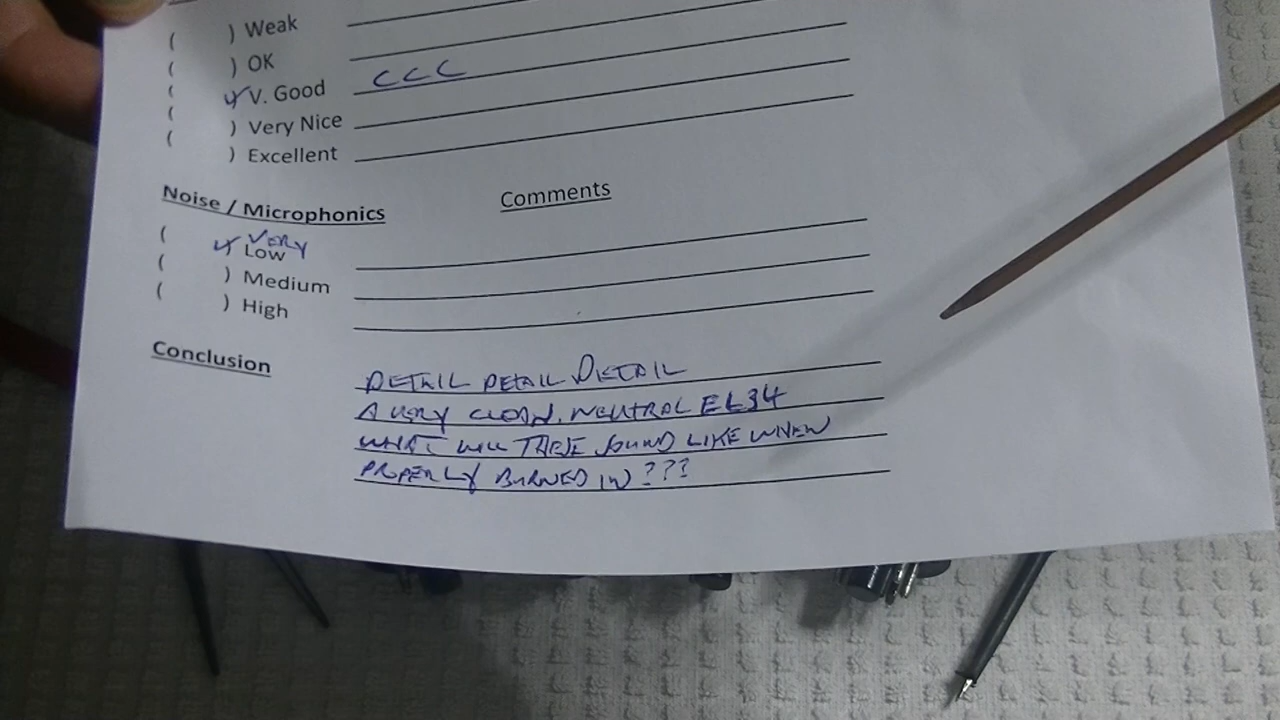 ( ) Weak
( ) OK
( ✓ V. Good CCC
( ) Very Nice
( ) Excellent
Noise / Microphonics Comments
( ✓ VERY Low
( ) Medium
( ) High
Conclusion
DETAIL DETAIL DETAIL
A VERY CLEAN, NEUTRAL EL34
WHAT WILL THESE SOUND LIKE WHEN
PROPERLY BURNED IN ???